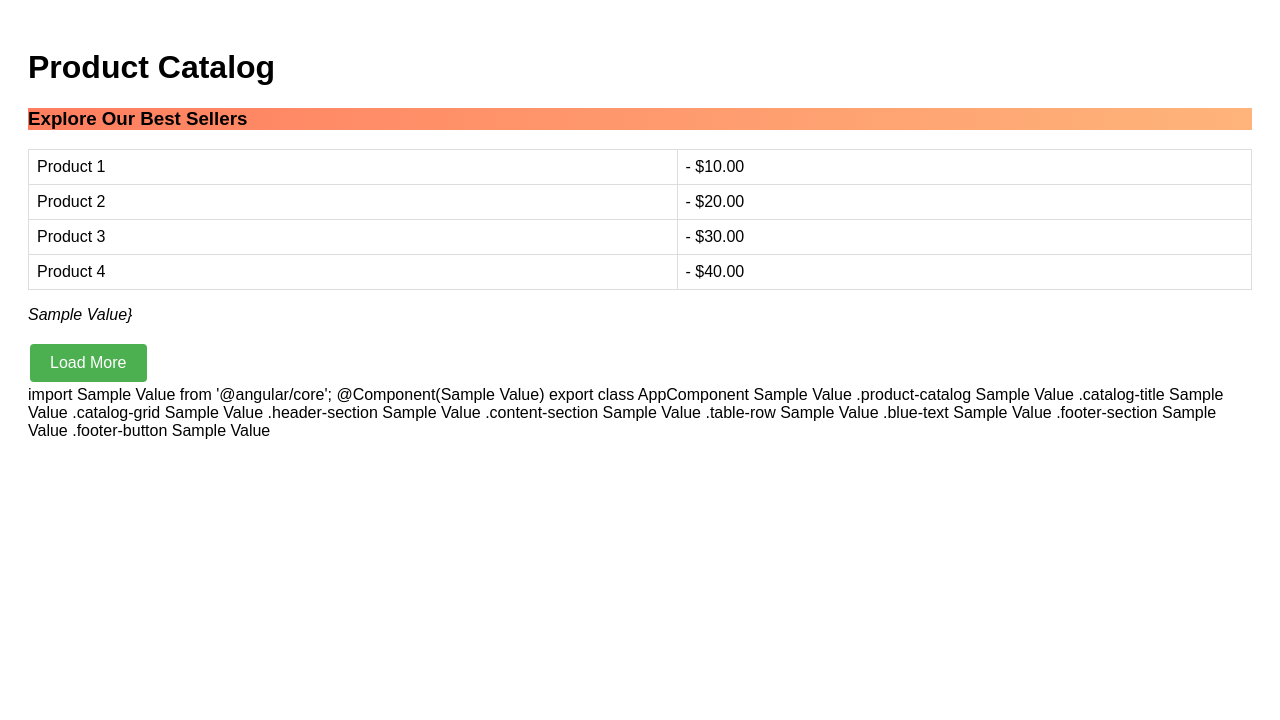 Product Catalog
Explore Our Best Sellers
Product 1 - $10.00
Product 2 - $20.00
Product 3 - $30.00
Product 4 - $40.00
Sample Value}
Load More
import Sample Value from '@angular/core'; @Component(Sample Value) export class AppComponent Sample Value .product-catalog Sample Value .catalog-title Sample
Value .catalog-grid Sample Value .header-section Sample Value .content-section Sample Value .table-row Sample Value .blue-text Sample Value .footer-section Sample
Value .footer-button Sample Value